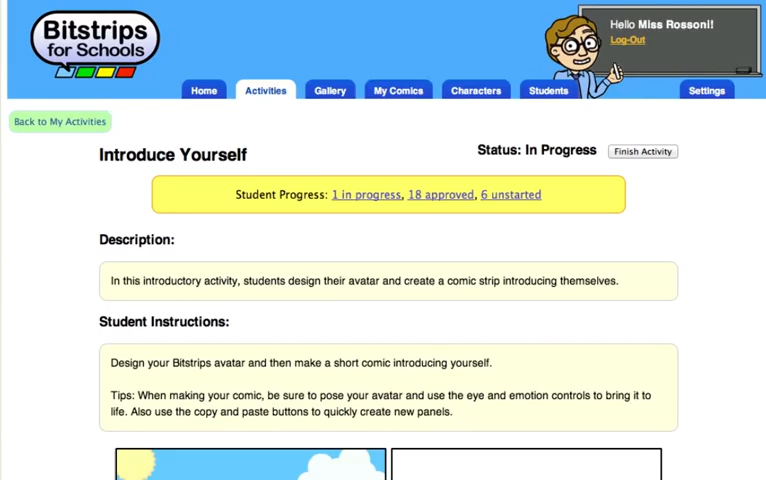 Bitstrips
for Schools
Hello Miss Rossoni!
Log-Out
Home
Activities
Gallery
My Comics
Characters
Students
Settings
Back to My Activities
Introduce Yourself
Status: In Progress
Finish Activity
Student Progress: 1 in progress, 18 approved, 6 unstarted
Description:
In this introductory activity, students design their avatar and create a comic strip introducing themselves.
Student Instructions:
Design your Bitstrips avatar and then make a short comic introducing yourself.
Tips: When making your comic, be sure to pose your avatar and use the eye and emotion controls to bring it to
life. Also use the copy and paste buttons to quickly create new panels.